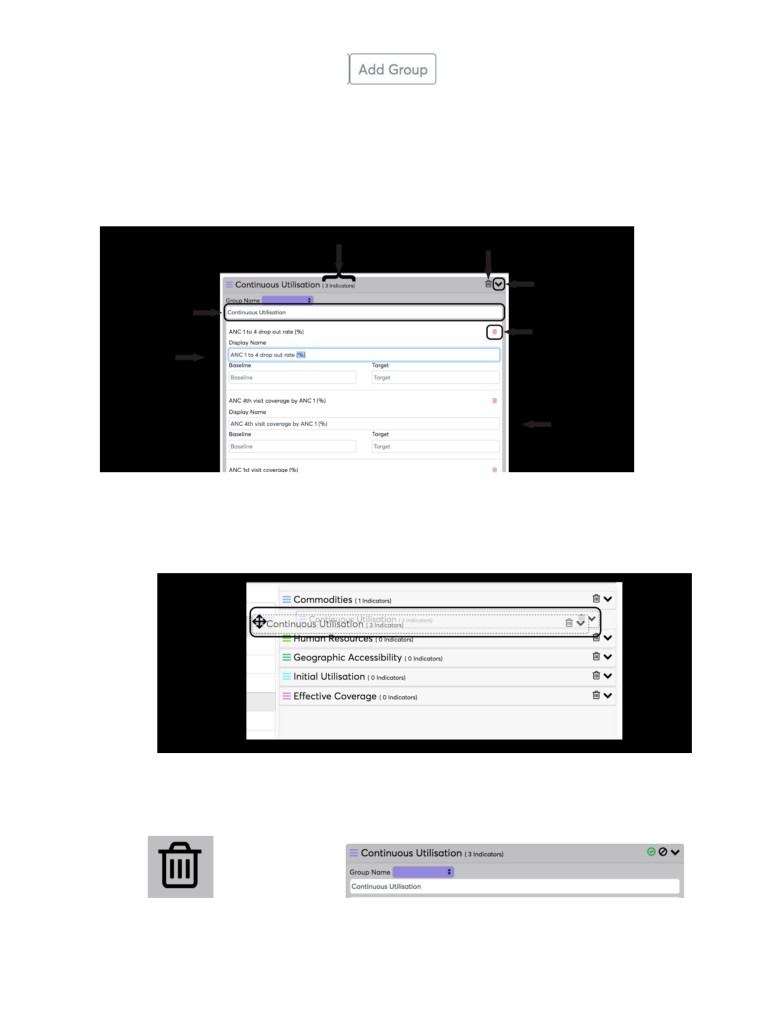 Add Group
Continuous Utilisation ( 3 Indicators)
Group Name
Continuous Utilisation
ANC 1 to 4 drop out rate (%)
Display Name
ANC 1 to 4 drop out rate (%)
Baseline Target
Baseline Target
ANC 4th visit coverage by ANC 1 (%)
Display Name
ANC 4th visit coverage by ANC 1 (%)
Baseline Target
Baseline Target
ANC 1st visit coverage (%)
Commodities ( 1 Indicators)
Continuous Utilisation ( 3 Indicators)
Continuous Utilisation ( 3 Indicators)
Human Resources ( 0 Indicators)
Geographic Accessibility ( 0 Indicators)
Initial Utilisation ( 0 Indicators)
Effective Coverage ( 0 Indicators)
Continuous Utilisation ( 3 Indicators)
Group Name
Continuous Utilisation